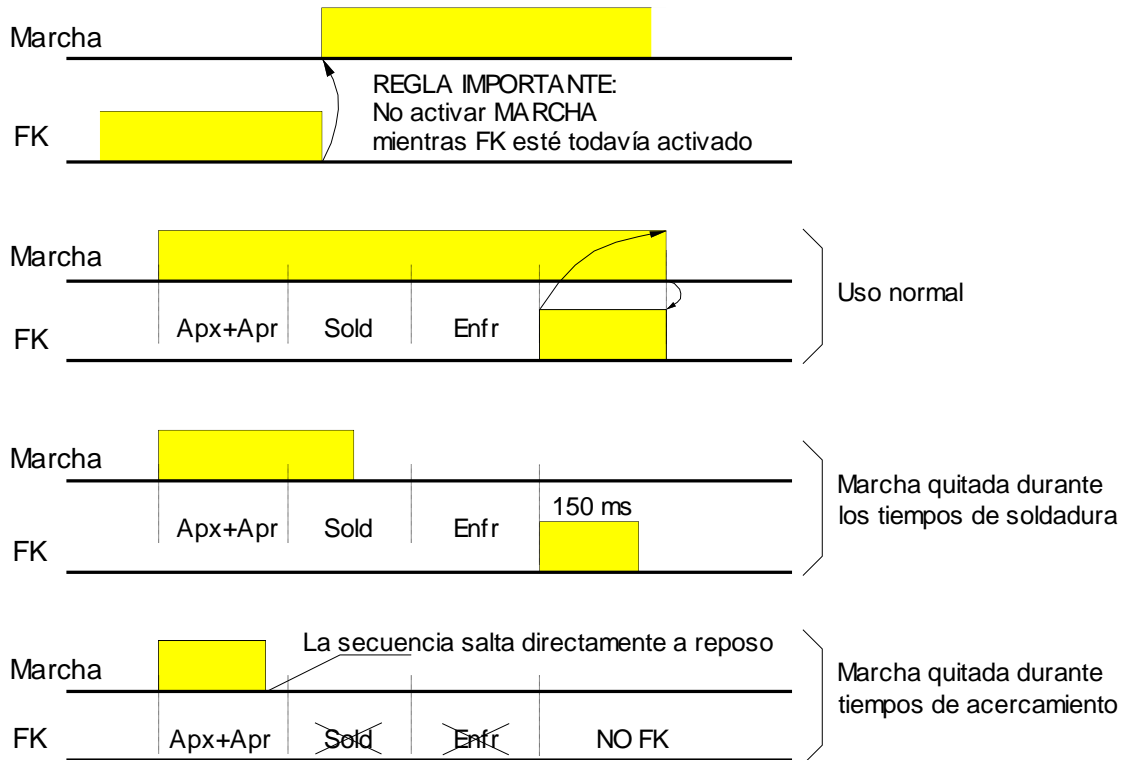 Marcha
REGLA IMPORTANTE:
No activar MARCHA
mientras FK esté todavía activado
FK
Marcha
Uso normal
FK
Apx+Apr Sold Enfr
Marcha
Marcha quitada durante
los tiempos de soldadura
150 ms
FK
Apx+Apr Sold Enfr
La secuencia salta directamente a reposo
Marcha
Marcha quitada durante
tiempos de acercamiento
FK
Apx+Apr Sold Enfr NO FK